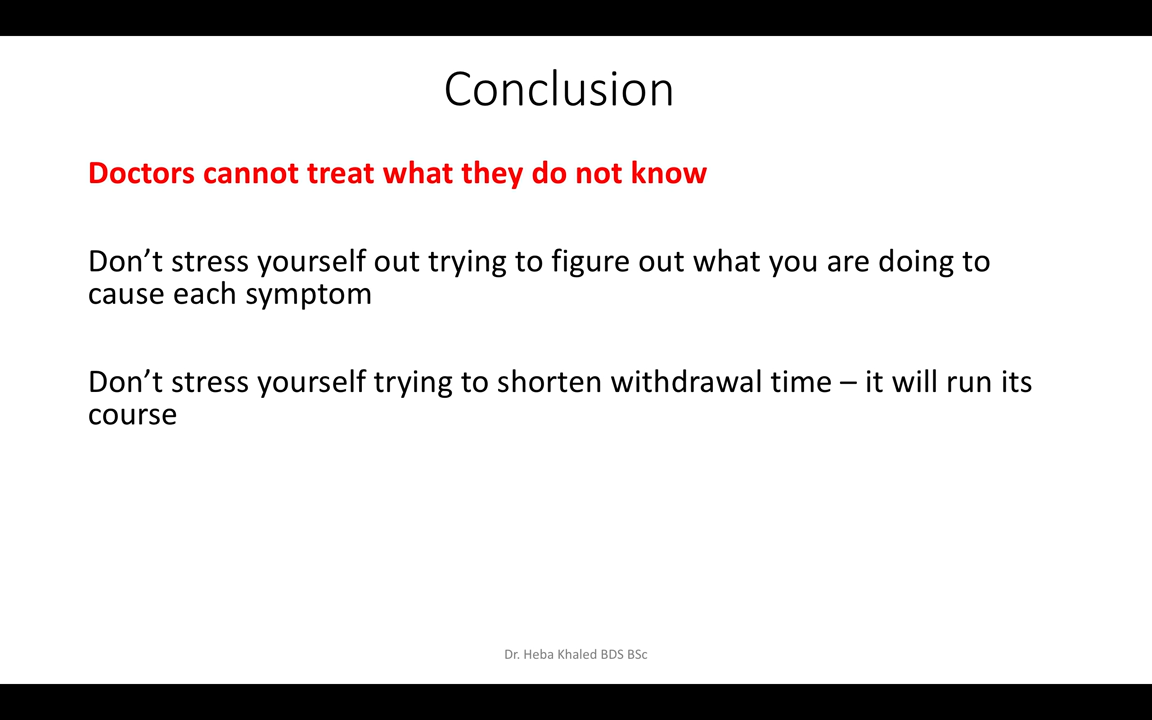 Conclusion
Doctors cannot treat what they do not know
Don’t stress yourself out trying to figure out what you are doing to
cause each symptom
Don’t stress yourself trying to shorten withdrawal time – it will run its
course
Dr. Heba Khaled BDS BSc